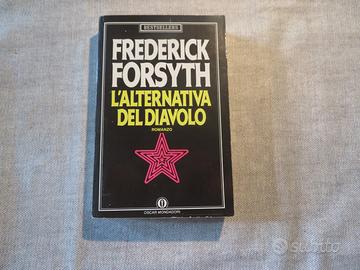 BESTSELLERS
FREDERICK
FORSYTH
L'ALTERNATIVA
DEL DIAVOLO
ROMANZO
OSCAR MONDADORI
subito